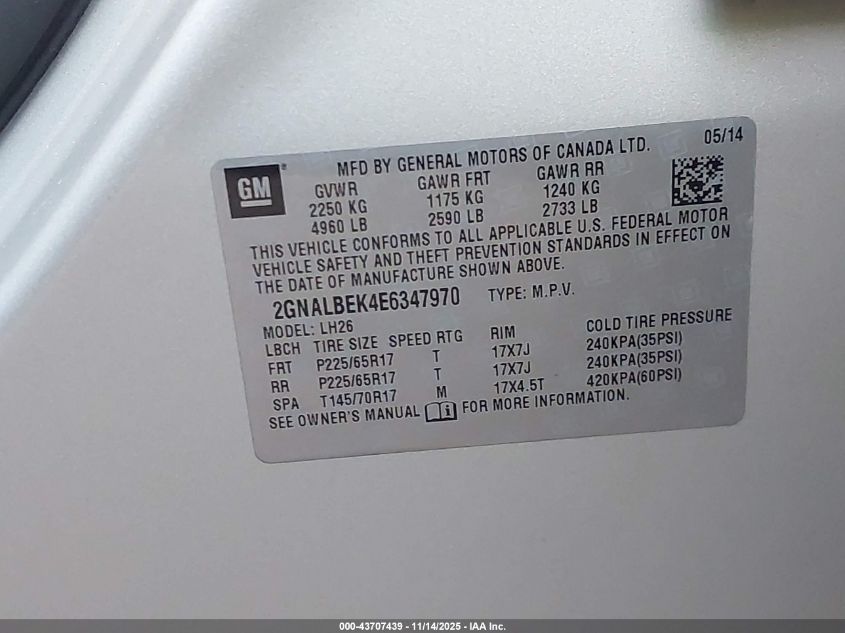 GM
MFD BY GENERAL MOTORS OF CANADA LTD. 05/14
GVWR GAWR FRT GAWR RR
2250 KG 1175 KG 1240 KG
4960 LB 2590 LB 2733 LB
THIS VEHICLE CONFORMS TO ALL APPLICABLE U.S. FEDERAL MOTOR
VEHICLE SAFETY AND THEFT PREVENTION STANDARDS IN EFFECT ON
THE DATE OF MANUFACTURE SHOWN ABOVE.
2GNALBEK4E6347970 TYPE: M.P.V.
MODEL: LH26
LBCH TIRE SIZE SPEED RTG RIM COLD TIRE PRESSURE
FRT P225/65R17 T 17X7J 240KPA(35PSI)
RR P225/65R17 T 17X7J 240KPA(35PSI)
SPA T145/70R17 M 17X4.5T 420KPA(60PSI)
SEE OWNER'S MANUAL FOR MORE INFORMATION.
000-43707439 - 11/14/2025 - IAA Inc.